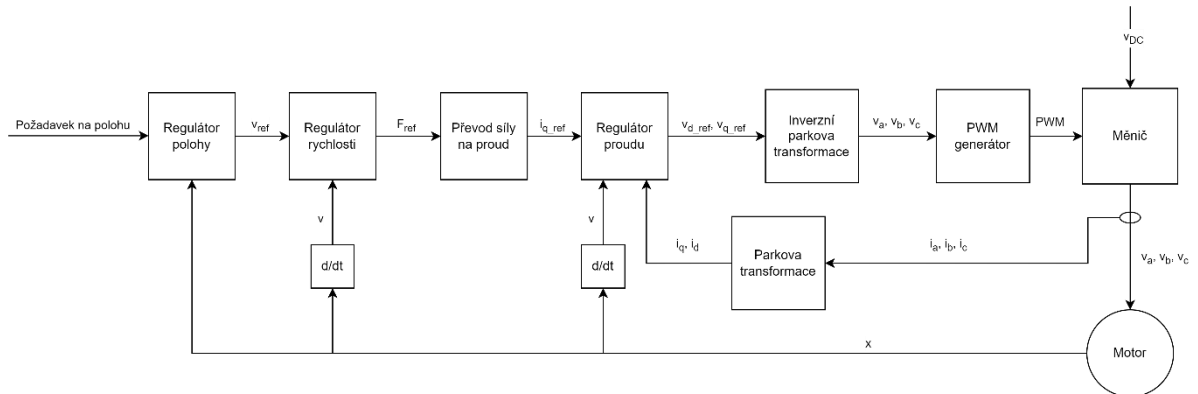 v_DC
Požadavek na polohu
Regulátor
polohy
v_ref
Regulátor
rychlosti
F_ref
Převod síly
na proud
i_q_ref
Regulátor
proudu
v_d_ref, v_q_ref
Inverzní
parkova
transformace
v_a, v_b, v_c
PWM
generátor
PWM
Měnič
v
d/dt
v
d/dt
i_q, i_d
Parkova
transformace
i_a, i_b, i_c
v_a, v_b, v_c
x
Motor